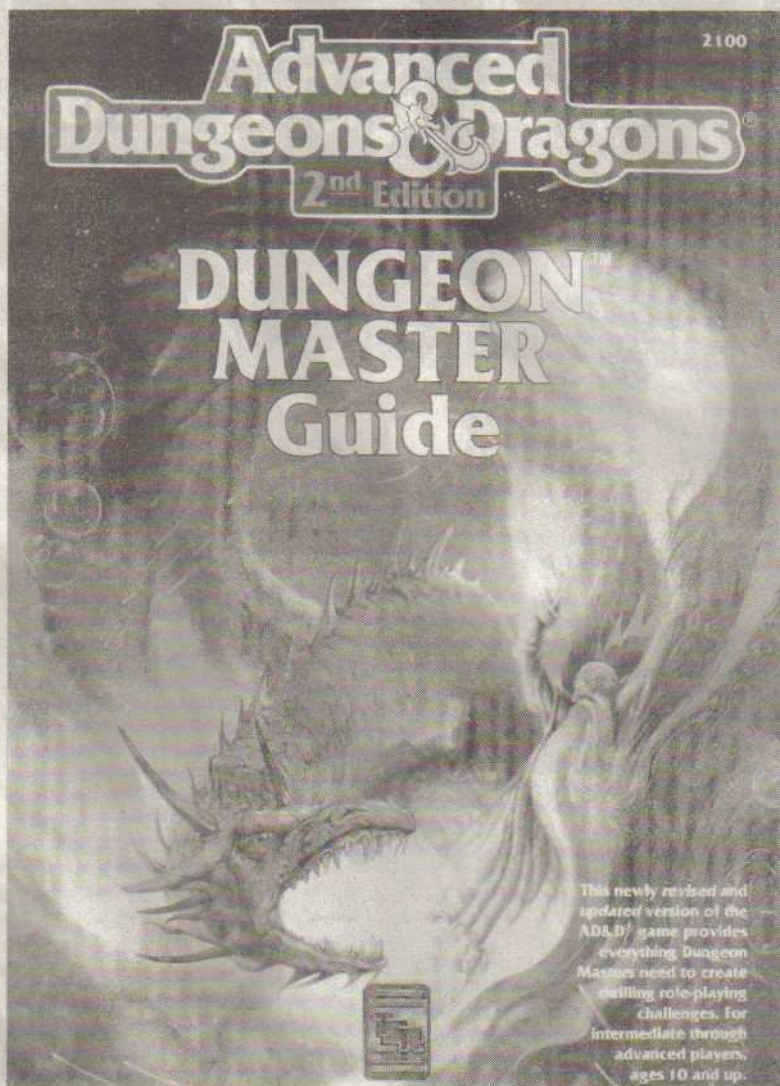 2100
Advanced
Dungeons & Dragons®
2nd Edition
DUNGEON™
MASTER
Guide
This newly revised and
updated version of the
AD&D® game provides
everything Dungeon
Masters need to create
thrilling role-playing
challenges. For
intermediate through
advanced players,
ages 10 and up.
TSR